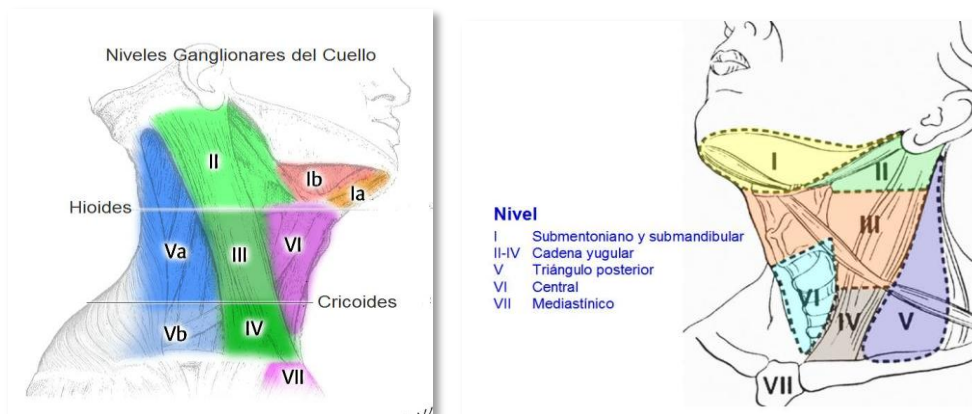 Niveles Ganglionares del Cuello
II
Ib
Ia
Hioides
Va
III
VI
Cricoides
Vb
IV
VII
I
II
III
Nivel
I Submentoniano y submandibular
II-IV Cadena yugular
V Triángulo posterior
VI Central
VII Mediastínico
VI
IV
V
VII